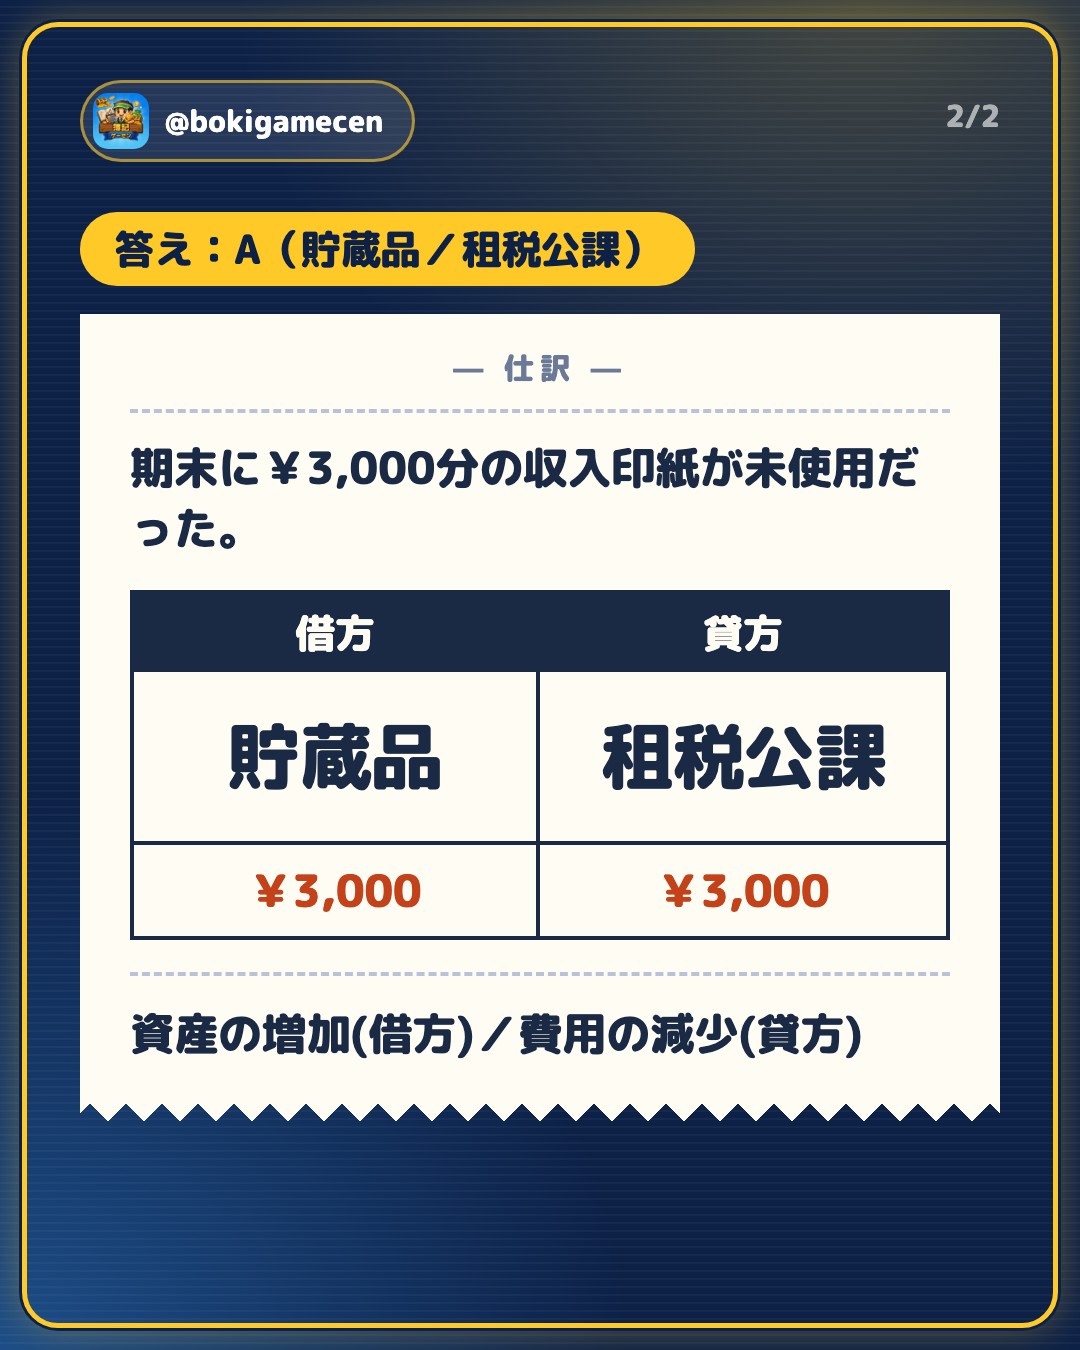 @bokigamecen
2/2
答え：A（貯蔵品／租税公課）
— 仕訳 —
期末に￥3,000分の収入印紙が未使用だ
った。
借方 貸方
貯蔵品 租税公課
￥3,000 ￥3,000
資産の増加(借方)／費用の減少(貸方)